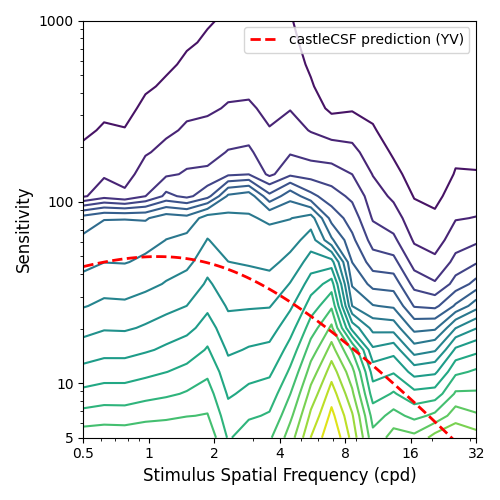 1000
castleCSF prediction (YV)
100
Sensitivity
10
5
0.5 1 2 4 8 16 32
Stimulus Spatial Frequency (cpd)